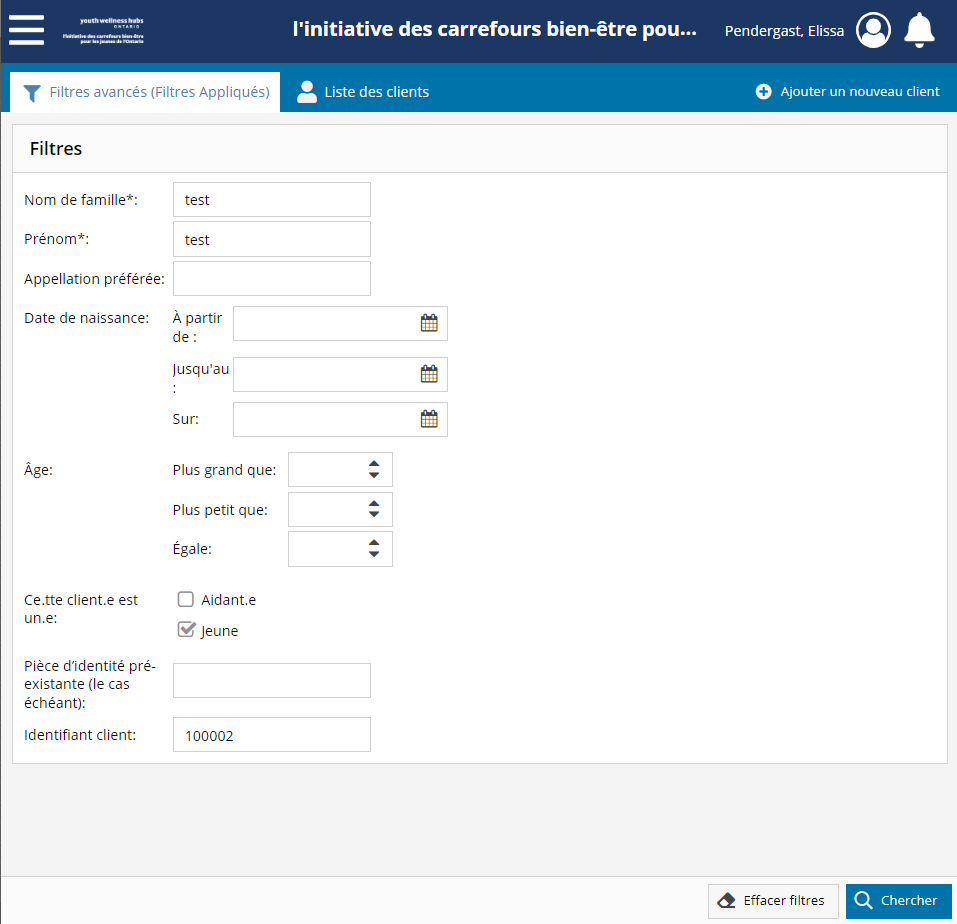 youth wellness hubs
ONTARIO
l'initiative des carrefours bien-être
pour les jeunes de l'Ontario
l'initiative des carrefours bien-être pou...
Pendergast, Elissa
Filtres avancés (Filtres Appliqués)
Liste des clients
Ajouter un nouveau client
Filtres
Nom de famille*:
test
Prénom*:
test
Appellation préférée:
Date de naissance:
À partir
de :
Jusqu'au
:
Sur:
Âge:
Plus grand que:
Plus petit que:
Égale:
Ce.tte client.e est
un.e:
Aidant.e
Jeune
Pièce d’identité pré-
existante (le cas
échéant):
Identifiant client:
100002
Effacer filtres
Chercher